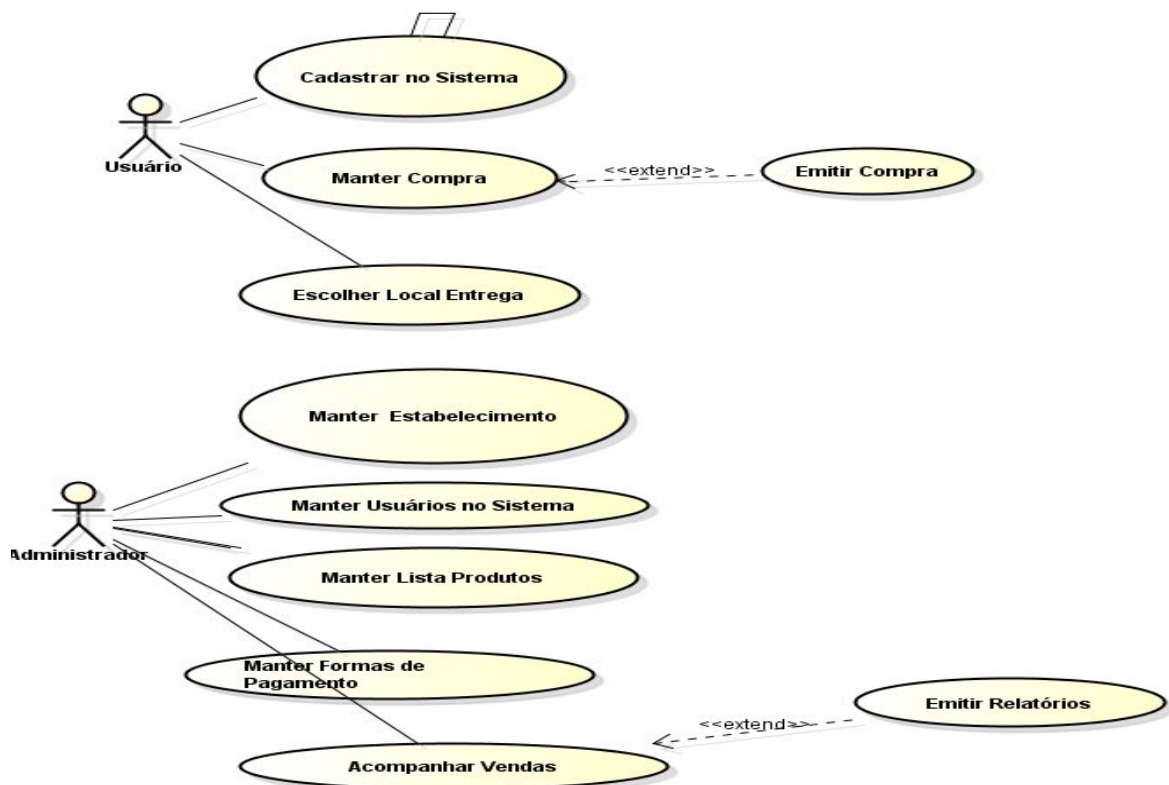 Cadastrar no Sistema
Usuário
Manter Compra
<<extend>>
Emitir Compra
Escolher Local Entrega
Manter Estabelecimento
Manter Usuários no Sistema
Administrador
Manter Lista Produtos
Manter Formas de
Pagamento
Emitir Relatórios
<<extend>>
Acompanhar Vendas